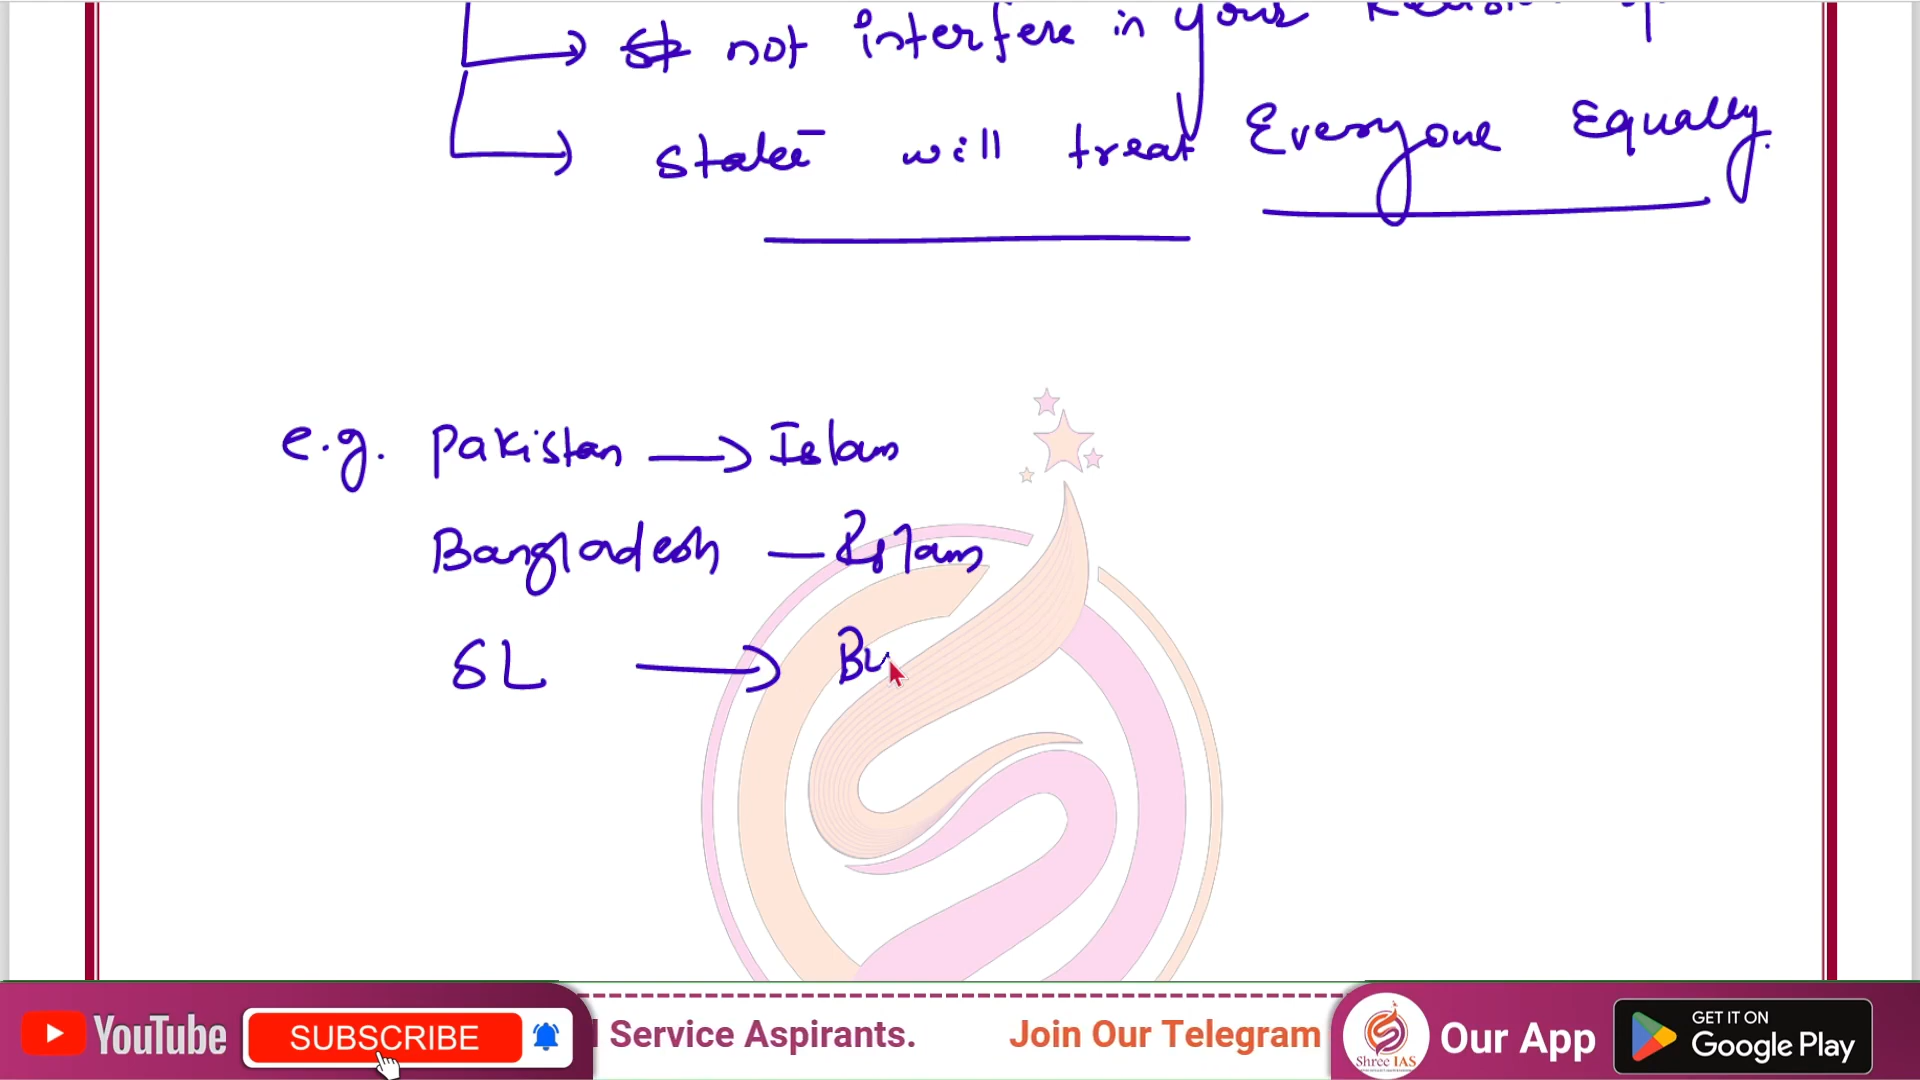 not interfere in your
State will treat Everyone Equally.
e.g. Pakistan → Islam
Bangladesh — Islam
SL → Bu
YouTube SUBSCRIBE l Service Aspirants. Join Our Telegram Shree IAS Our App GET IT ON Google Play